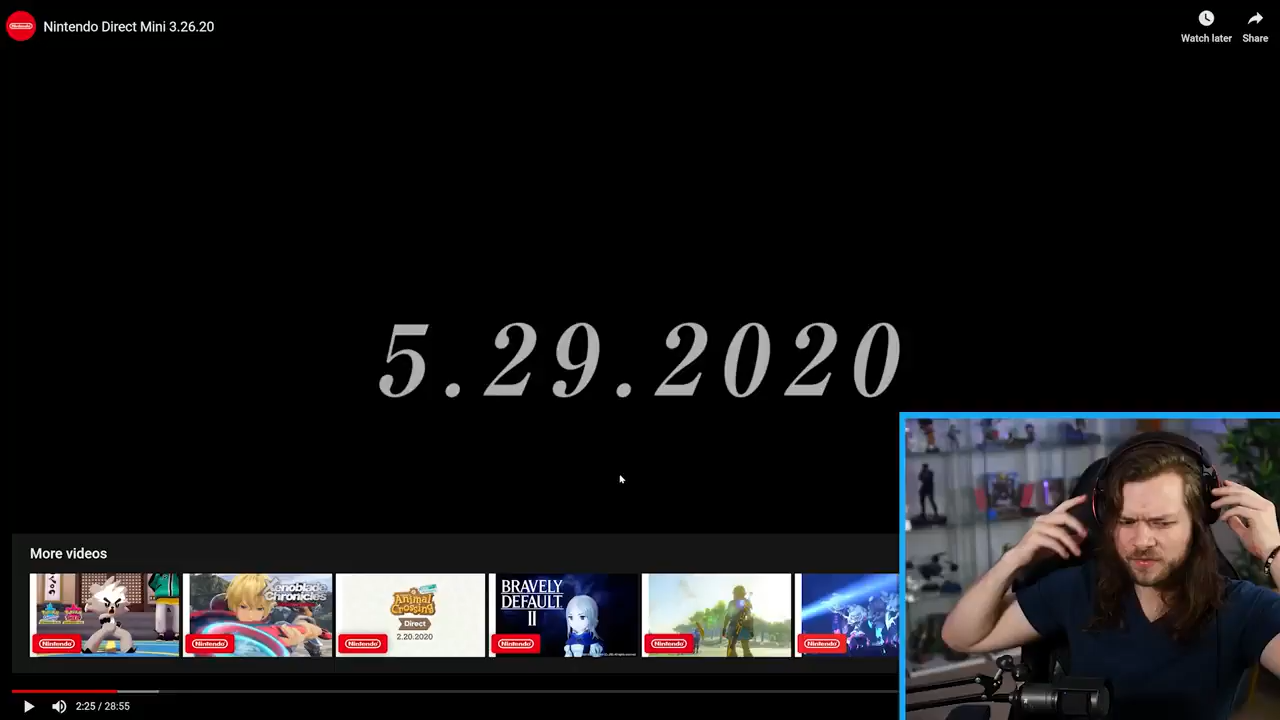 Nintendo Direct Mini 3.26.20
Watch later
Share
5.29.2020
More videos
Nintendo
Xenoblade
Chronicles
Nintendo
Animal
Crossing
Direct
2.20.2020
Nintendo
BRAVELY
DEFAULT
II
Nintendo
Nintendo
Nintendo
2:25 / 28:55